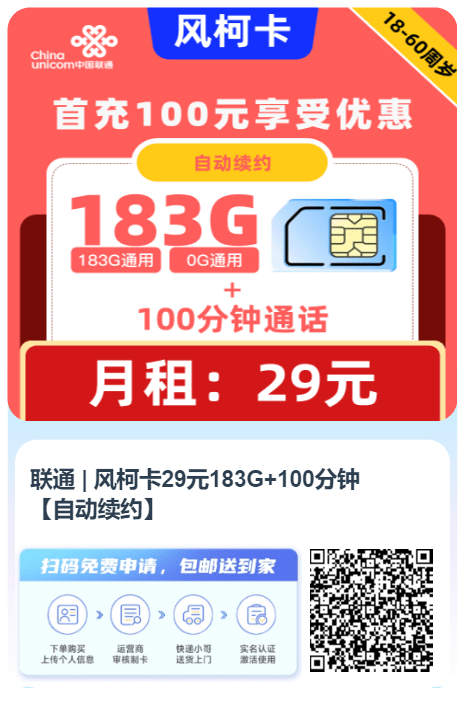 风柯卡
18-60周岁
China
unicom中国联通
首充100元享受优惠
自动续约
183G
183G通用
0G通用
+
100分钟通话
月租：29元
联通 | 风柯卡29元183G+100分钟
【自动续约】
扫码免费申请，包邮送到家
下单购买
上传个人信息
运营商
审核制卡
快递小哥
送货上门
实名认证
激活使用